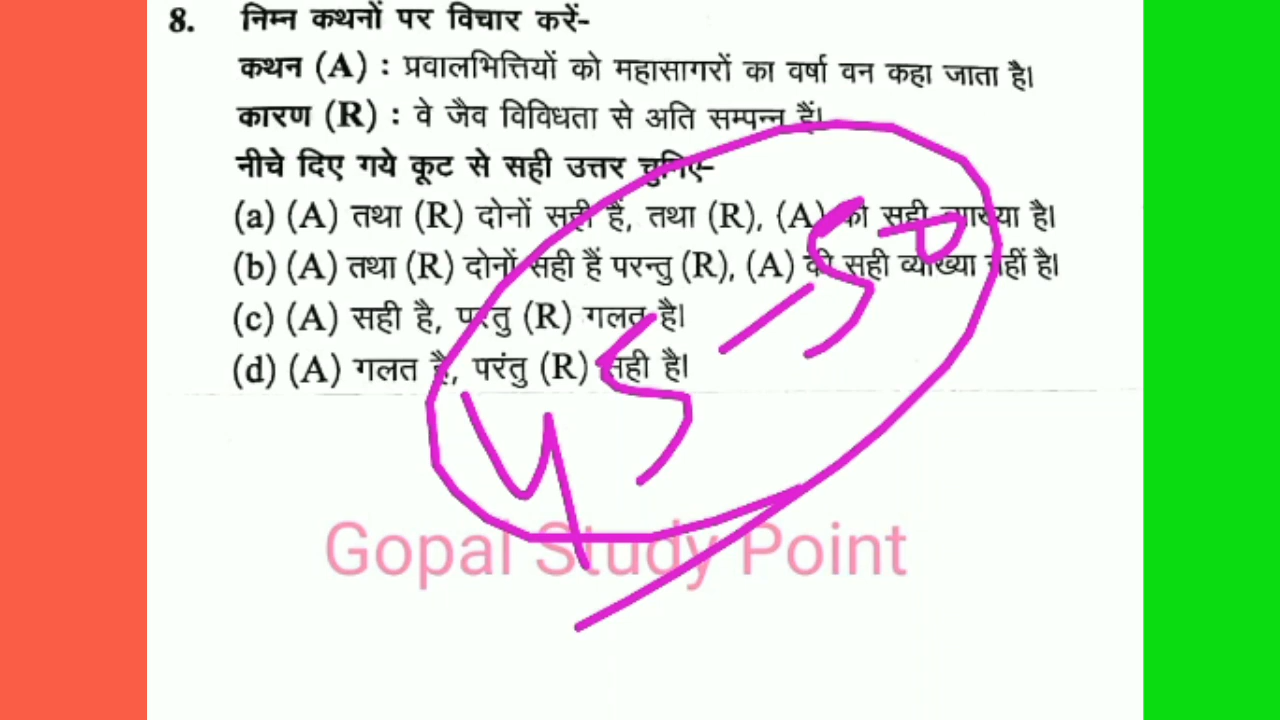 8. निम्न कथनों पर विचार करें-
कथन (A) : प्रवालभित्तियों को महासागरों का वर्षा वन कहा जाता है।
कारण (R) : वे जैव विविधता से अति सम्पन्न हैं।
नीचे दिए गये कूट से सही उत्तर चुनिए-
(a) (A) तथा (R) दोनों सही हैं, तथा (R), (A) की सही व्याख्या है।
(b) (A) तथा (R) दोनों सही हैं परन्तु (R), (A) की सही व्याख्या नहीं है।
(c) (A) सही है, परंतु (R) गलत है।
(d) (A) गलत है, परंतु (R) सही है।
Gopal Study Point